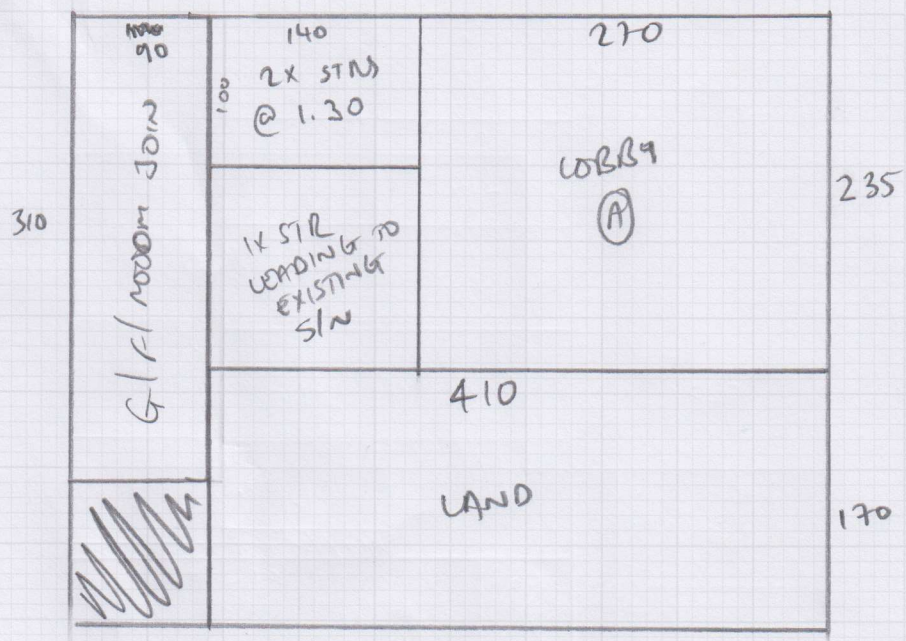 90
140
270
100
2X STRS
@ 1.30
LOBBY
A
235
310
1X STR
LEADING TO
EXISTING
S/N
410
LAND
170